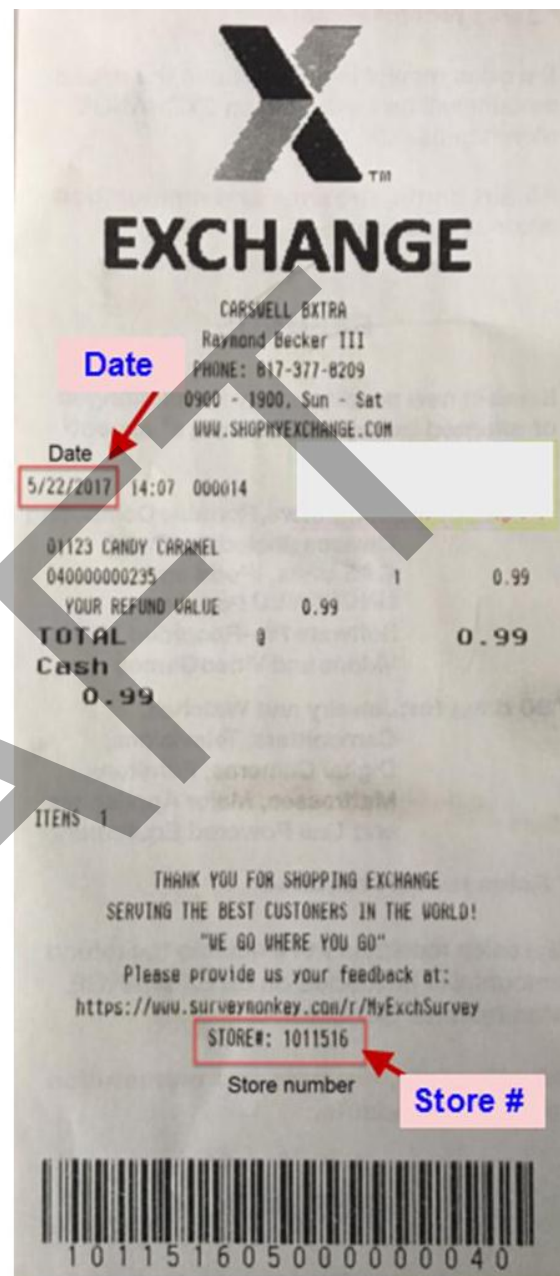 TM
EXCHANGE
CARSWELL BXTRA
Raymond Becker III
Date
PHONE: 817-377-8209
0900 - 1900, Sun - Sat
WWW.SHOPMYEXCHANGE.COM
Date
5/22/2017 14:07 000014
01123 CANDY CARAMEL
040000000235 1 0.99
YOUR REFUND VALUE 0.99
TOTAL 0.99
Cash
0.99
ITEMS 1
THANK YOU FOR SHOPPING EXCHANGE
SERVING THE BEST CUSTOMERS IN THE WORLD!
"WE GO WHERE YOU GO"
Please provide us your feedback at:
https://www.surveymonkey.com/r/MyExchSurvey
STORE#: 1011516
Store number
Store #
10115160500000000040